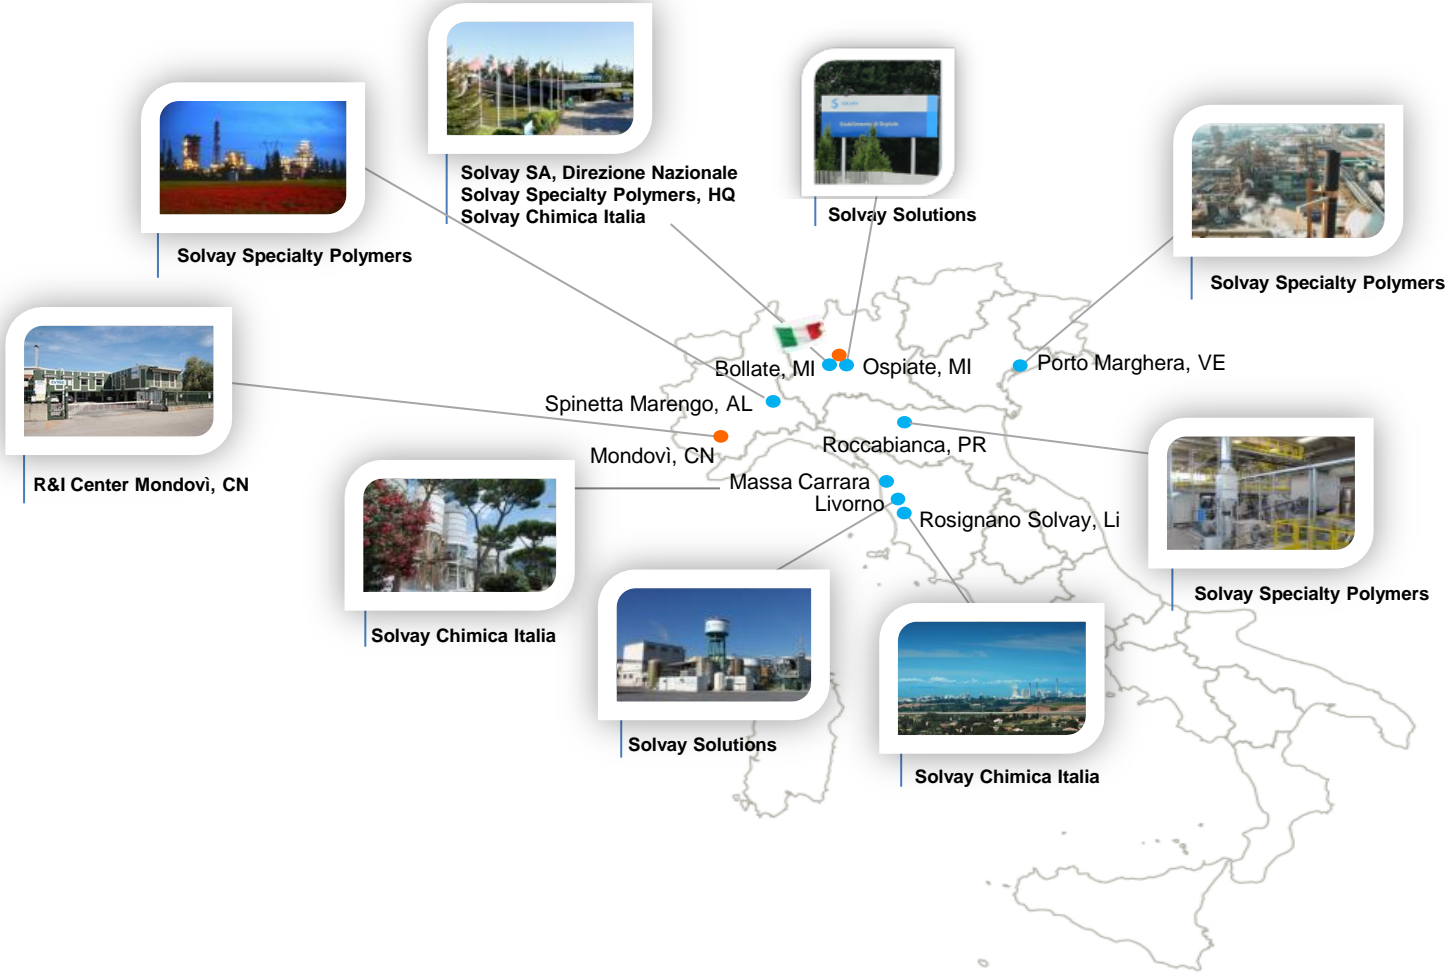 Solvay SA, Direzione Nazionale
Solvay Specialty Polymers, HQ
Solvay Chimica Italia
Solvay Solutions
Solvay Specialty Polymers
Solvay Specialty Polymers
R&I Center Mondovì, CN
Bollate, MI
Ospiate, MI
Porto Marghera, VE
Spinetta Marengo, AL
Mondovì, CN
Roccabianca, PR
Massa Carrara
Livorno
Rosignano Solvay, Li
Solvay Specialty Polymers
Solvay Chimica Italia
Solvay Solutions
Solvay Chimica Italia